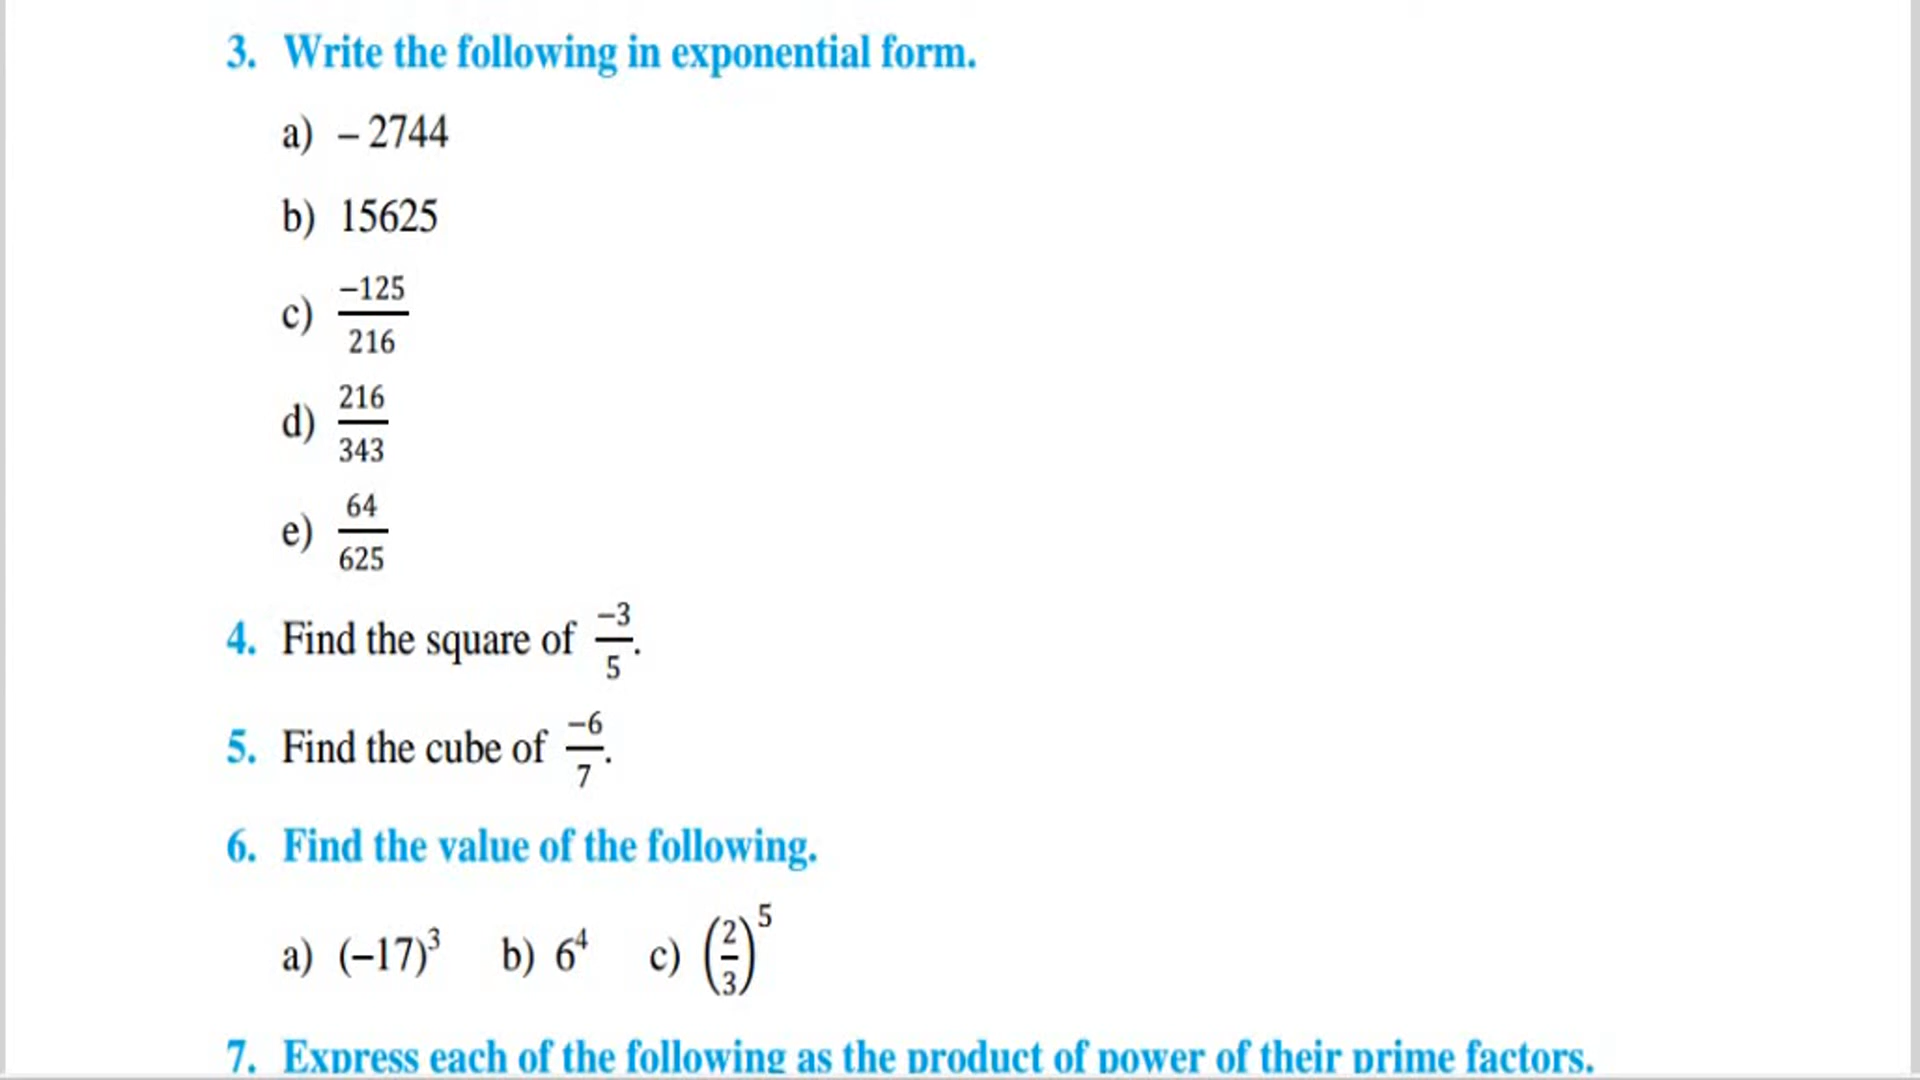 3. Write the following in exponential form.
a) – 2744
b) 15625
c) −125/216
d) 216/343
e) 64/625
4. Find the square of −3/5.
5. Find the cube of −6/7.
6. Find the value of the following.
a) (−17)³ b) 6⁴ c) (2/3)⁵
7. Express each of the following as the product of power of their prime factors.